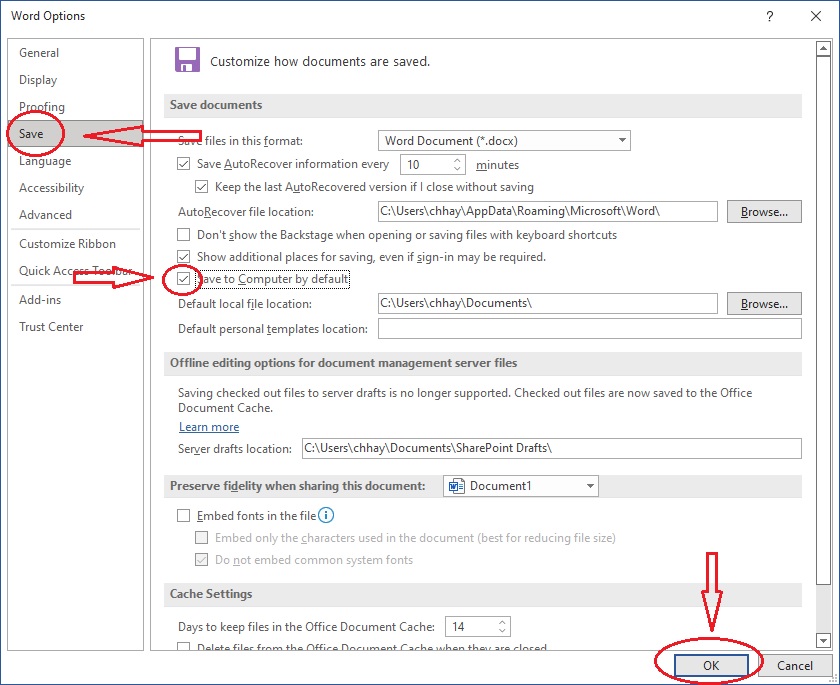 Word Options
?
General
Display
Proofing
Save
Language
Accessibility
Advanced
Customize Ribbon
Quick Access Toolbar
Add-ins
Trust Center
Customize how documents are saved.
Save documents
Save files in this format: Word Document (*.docx)
Save AutoRecover information every 10 minutes
Keep the last AutoRecovered version if I close without saving
AutoRecover file location: C:\Users\chhay\AppData\Roaming\Microsoft\Word\ Browse...
Don't show the Backstage when opening or saving files with keyboard shortcuts
Show additional places for saving, even if sign-in may be required.
Save to Computer by default
Default local file location: C:\Users\chhay\Documents\ Browse...
Default personal templates location:
Offline editing options for document management server files
Saving checked out files to server drafts is no longer supported. Checked out files are now saved to the Office
Document Cache.
Learn more
Server drafts location: C:\Users\chhay\Documents\SharePoint Drafts\
Preserve fidelity when sharing this document: Document1
Embed fonts in the file
Embed only the characters used in the document (best for reducing file size)
Do not embed common system fonts
Cache Settings
Days to keep files in the Office Document Cache: 14
Delete files from the Office Document Cache when they are closed
OK Cancel